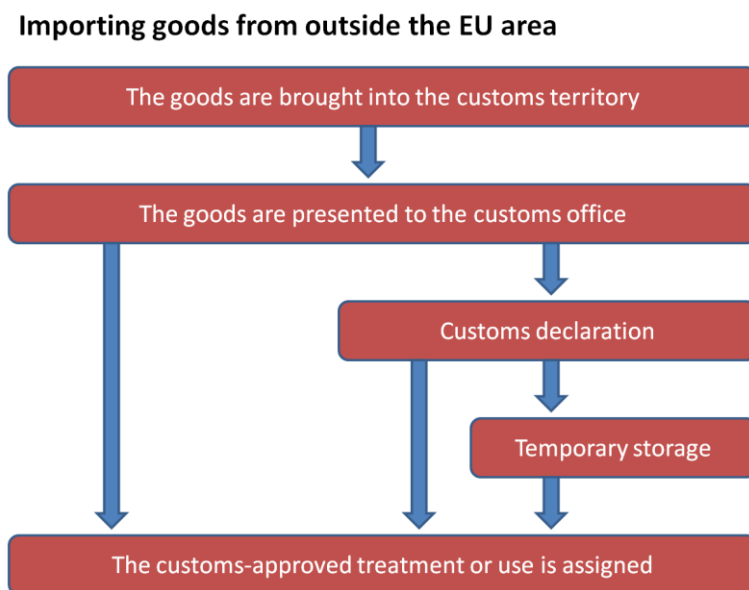 Importing goods from outside the EU area
The goods are brought into the customs territory
The goods are presented to the customs office
Customs declaration
Temporary storage
The customs-approved treatment or use is assigned